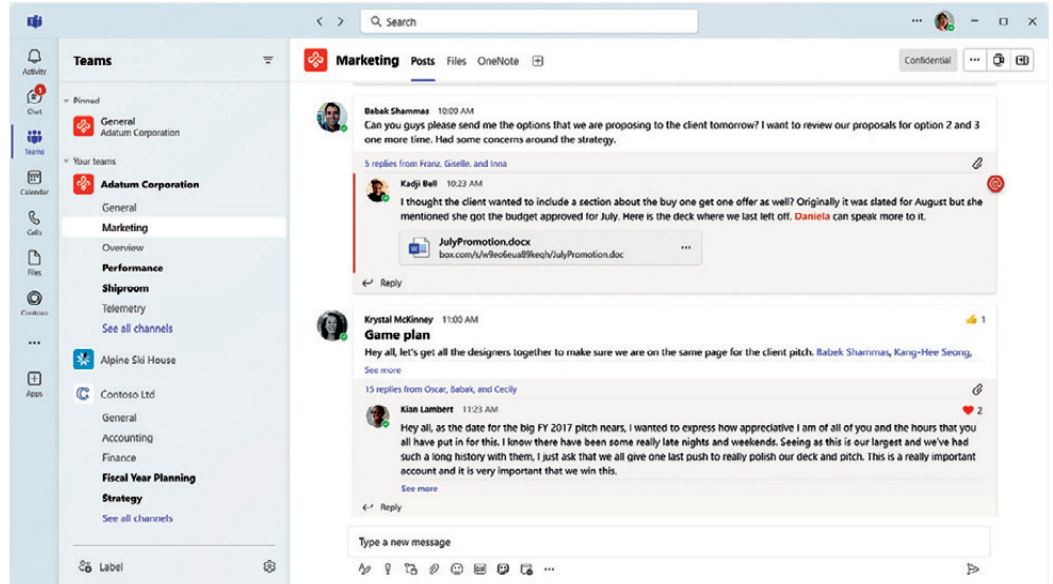 Search
Activity
Chat
Teams
Calendar
Calls
Files
Contoso
Apps
Teams
Pinned
General
Adatum Corporation
Your teams
Adatum Corporation
General
Marketing
Overview
Performance
Shiproom
Telemetry
See all channels
Alpine Ski House
Contoso Ltd
General
Accounting
Finance
Fiscal Year Planning
Strategy
See all channels
Label
Marketing Posts Files OneNote
Confidential
Babak Shammas 10:00 AM
Can you guys please send me the options that we are proposing to the client tomorrow? I want to review our proposals for option 2 and 3
one more time. Had some concerns around the strategy.
5 replies from Franz, Giselle, and Inna
Kadji Bell 10:23 AM
I thought the client wanted to include a section about the buy one get one offer as well? Originally it was slated for August but she
mentioned she got the budget approved for July. Here is the deck where we last left off. Daniela can speak more to it.
JulyPromotion.docx
box.com/s/w9eo6eua89keqh/JulyPromotion.doc
Reply
Krystal McKinney 11:00 AM
1
Game plan
Hey all, let's get all the designers together to make sure we are on the same page for the client pitch. Babek Shammas, Kang-Hee Seong,
See more
15 replies from Oscar, Babak, and Cecily
Kian Lambert 11:23 AM
2
Hey all, as the date for the big FY 2017 pitch nears, I wanted to express how appreciative I am of all of you and the hours that you
all have put in for this. I know there have been some really late nights and weekends. Seeing as this is our largest and we've had
such a long history with them, I just ask that we all give one last push to really polish our deck and pitch. This is a really important
account and it is very important that we win this.
See more
Reply
Type a new message